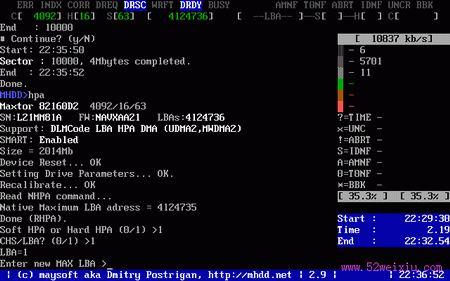 ERR INDX CORR DREQ DRSC WRFT DRDY BUSY AMNF T0NF ABRT IDNF UNCR BBK
C[ 4092] H[16] S[63] [ 4124736] [ --LBA-- ] [ --S-- ] H[ ] C[ ]
End : 10000
# Continue? (y/N)
Start: 22:35:50
Sector : 10000, 4Mbytes completed.
End : 22:35:52
Done.
MHDD>hpa
Maxtor 82160D2 4092/16/63
SN:L21MM81A FW:NAVXAA21 LBAs:4124736
Support: DLMCode LBA HPA DMA (UDMA2,MWDMA2)
SMART: Enabled
Size = 2014Mb
Device Reset... OK
Setting Drive Parameters... OK
Recalibrate... OK
Read NHPA command...
Native Maximum LBA adress = 4124735
Done (RHPA).
Soft HPA or Hard HPA (0/1) >1
CHS/LBA? (0/1) >1
LBA=1
Enter new MAX LBA >_
[ 10837 kb/s]
- 6
- 5701
- 11
-
-
-
?=TIME -
x=UNC -
!=ABRT -
S=IDNF -
A=AMNF -
0=T0NF -
*=BBK -
[ 35.3% ] [ 35.3% ]
Start : 22:29:30
Time : 2.19
End : 22:32.54
www.52weixiu.com
| (c) maysoft aka Dmitry Postrigan, http://mhdd.net | 2.9 | | 22:36:52